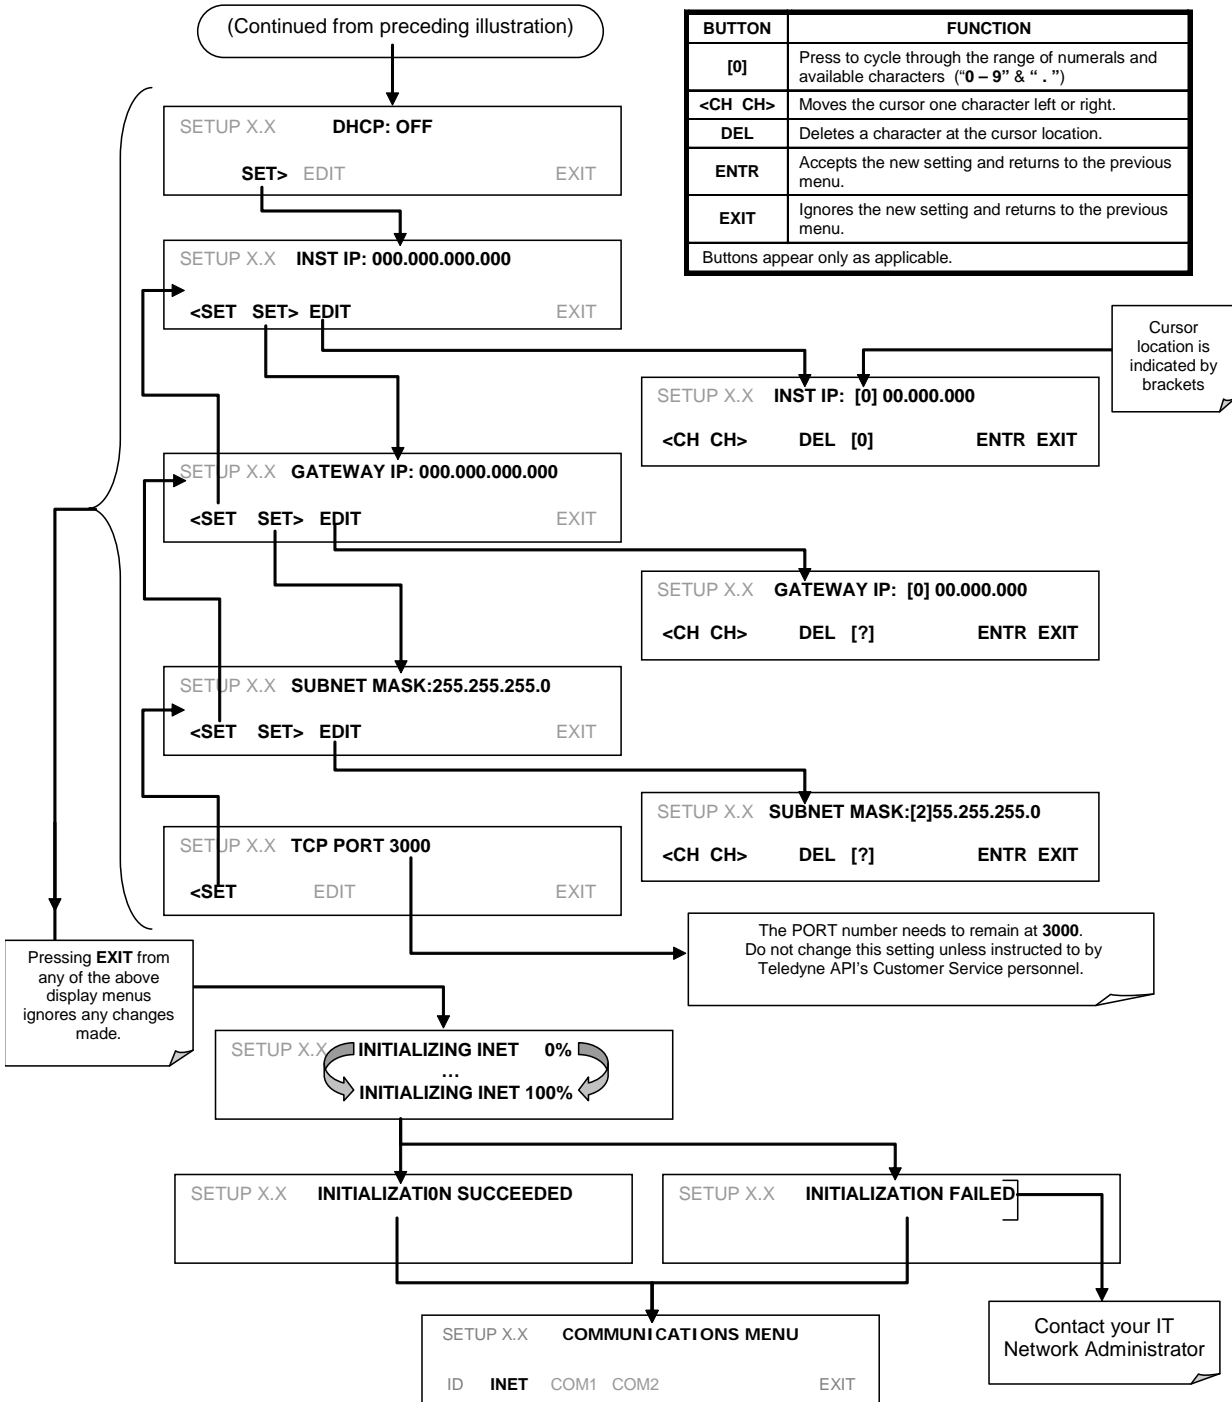 (Continued from preceding illustration)
BUTTON FUNCTION
[0] Press to cycle through the range of numerals and
available characters (“0 – 9” & “ . ”)
<CH CH> Moves the cursor one character left or right.
DEL Deletes a character at the cursor location.
ENTR Accepts the new setting and returns to the previous
menu.
EXIT Ignores the new setting and returns to the previous
menu.
Buttons appear only as applicable.
SETUP X.X DHCP: OFF
SET> EDIT EXIT
SETUP X.X INST IP: 000.000.000.000
<SET SET> EDIT EXIT
Cursor
location is
indicated by
brackets
SETUP X.X INST IP: [0] 00.000.000
<CH CH> DEL [0] ENTR EXIT
SETUP X.X GATEWAY IP: 000.000.000.000
<SET SET> EDIT EXIT
SETUP X.X GATEWAY IP: [0] 00.000.000
<CH CH> DEL [?] ENTR EXIT
SETUP X.X SUBNET MASK:255.255.255.0
<SET SET> EDIT EXIT
SETUP X.X SUBNET MASK:[2]55.255.255.0
<CH CH> DEL [?] ENTR EXIT
SETUP X.X TCP PORT 3000
<SET EDIT EXIT
The PORT number needs to remain at 3000.
Do not change this setting unless instructed to by
Teledyne API’s Customer Service personnel.
Pressing EXIT from
any of the above
display menus
ignores any changes
made.
SETUP X.X INITIALIZING INET 0%
…
INITIALIZING INET 100%
SETUP X.X INITIALIZATI0N SUCCEEDED
SETUP X.X INITIALIZATION FAILED
Contact your IT
Network Administrator
SETUP X.X COMMUNICATIONS MENU
ID INET COM1 COM2 EXIT